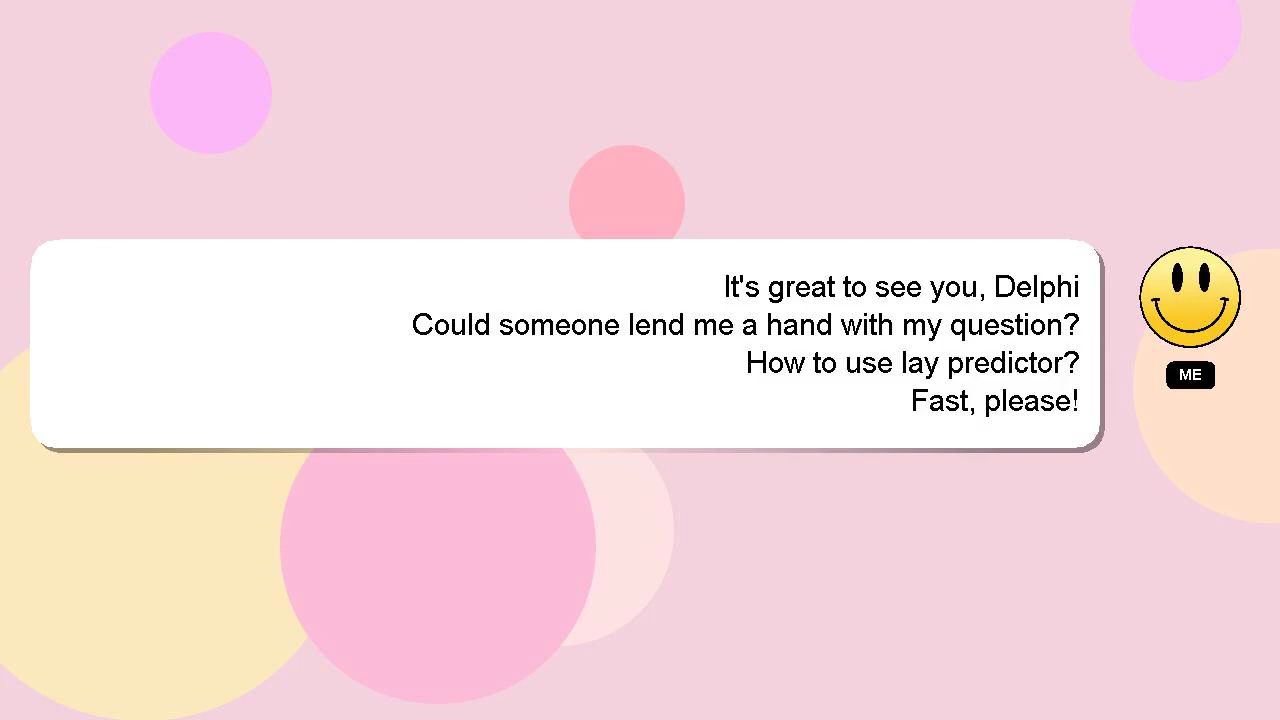 It's great to see you, Delphi
Could someone lend me a hand with my question?
How to use lay predictor?
Fast, please!
ME